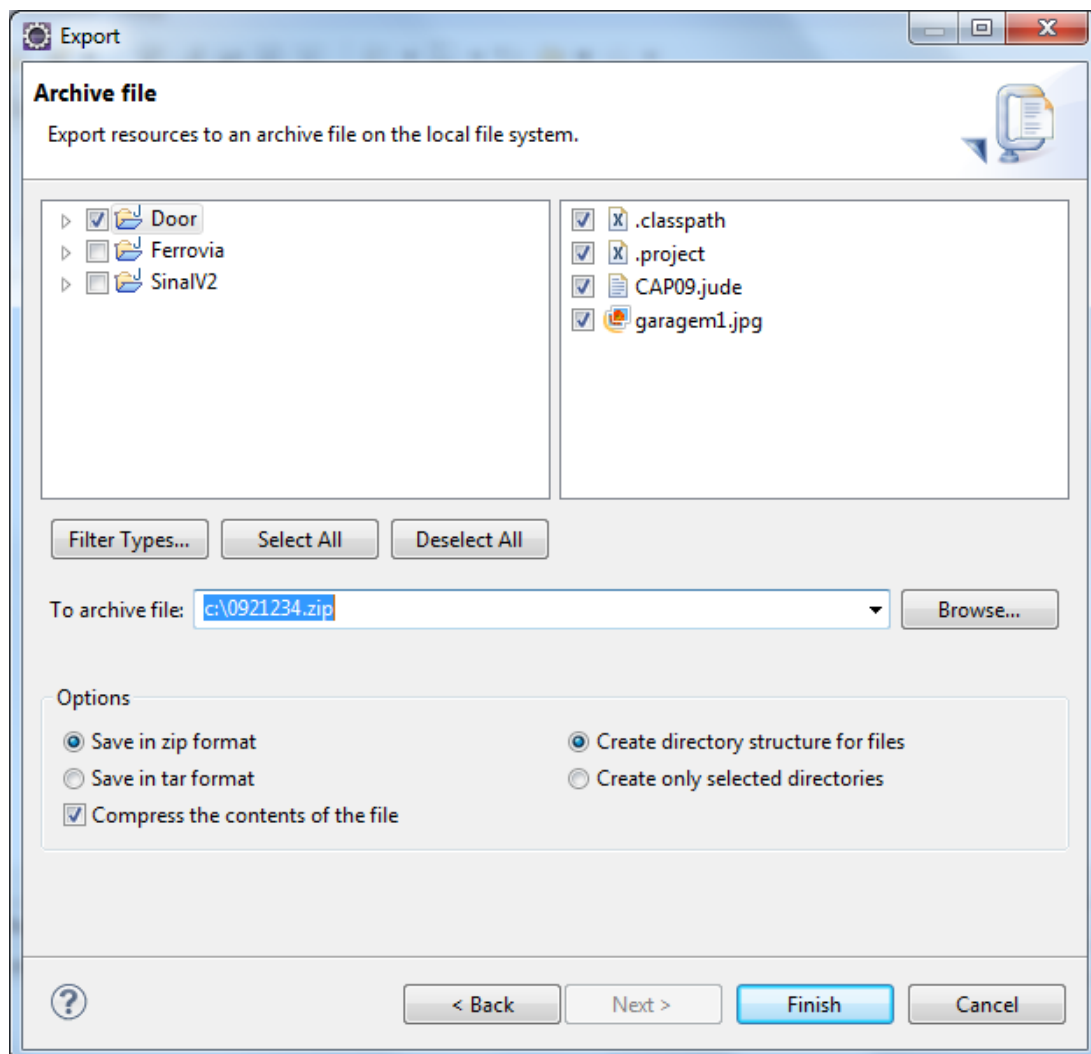 Export
Archive file
Export resources to an archive file on the local file system.
Door
Ferrovia
SinalV2
.classpath
.project
CAP09.jude
garagem1.jpg
Filter Types...
Select All
Deselect All
To archive file:
c:\0921234.zip
Browse...
Options
Save in zip format
Create directory structure for files
Save in tar format
Create only selected directories
Compress the contents of the file
< Back
Next >
Finish
Cancel